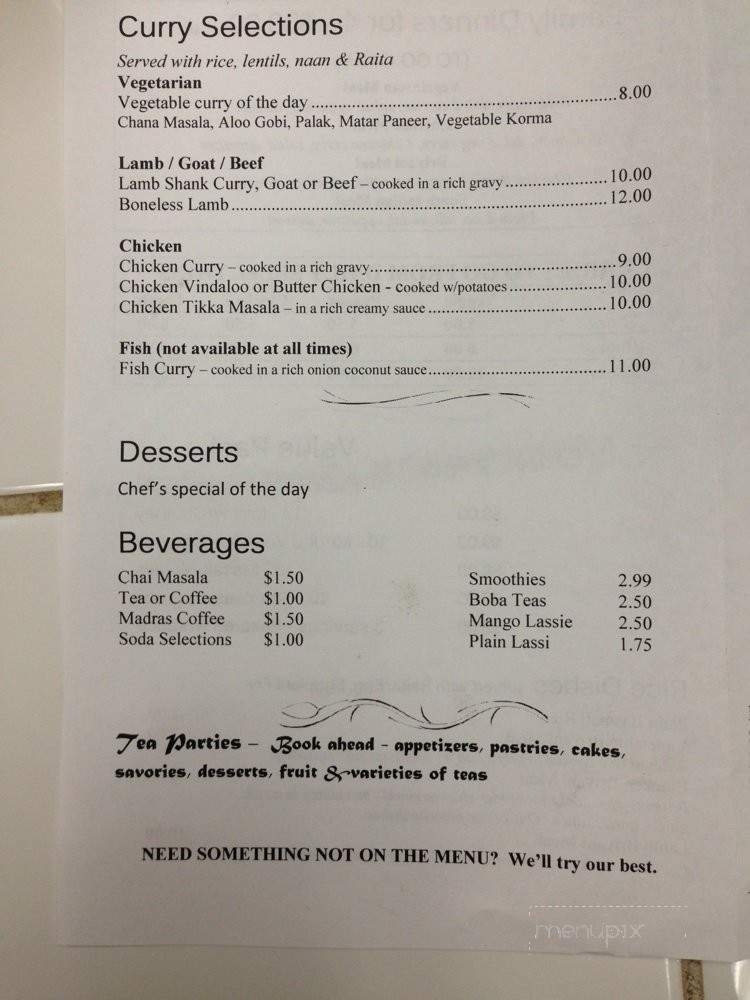 Curry Selections
Served with rice, lentils, naan & Raita
Vegetarian
Vegetable curry of the day ........ 8.00
Chana Masala, Aloo Gobi, Palak, Matar Paneer, Vegetable Korma
Lamb / Goat / Beef
Lamb Shank Curry, Goat or Beef – cooked in a rich gravy ........ 10.00
Boneless Lamb ........ 12.00
Chicken
Chicken Curry – cooked in a rich gravy ........ 9.00
Chicken Vindaloo or Butter Chicken - cooked w/potatoes ........ 10.00
Chicken Tikka Masala – in a rich creamy sauce ........ 10.00
Fish (not available at all times)
Fish Curry – cooked in a rich onion coconut sauce ........ 11.00
Desserts
Chef's special of the day
Beverages
Chai Masala $1.50
Tea or Coffee $1.00
Madras Coffee $1.50
Soda Selections $1.00
Smoothies 2.99
Boba Teas 2.50
Mango Lassie 2.50
Plain Lassi 1.75
Tea Parties – Book ahead - appetizers, pastries, cakes,
savories, desserts, fruit & varieties of teas
NEED SOMETHING NOT ON THE MENU? We'll try our best.
menupix